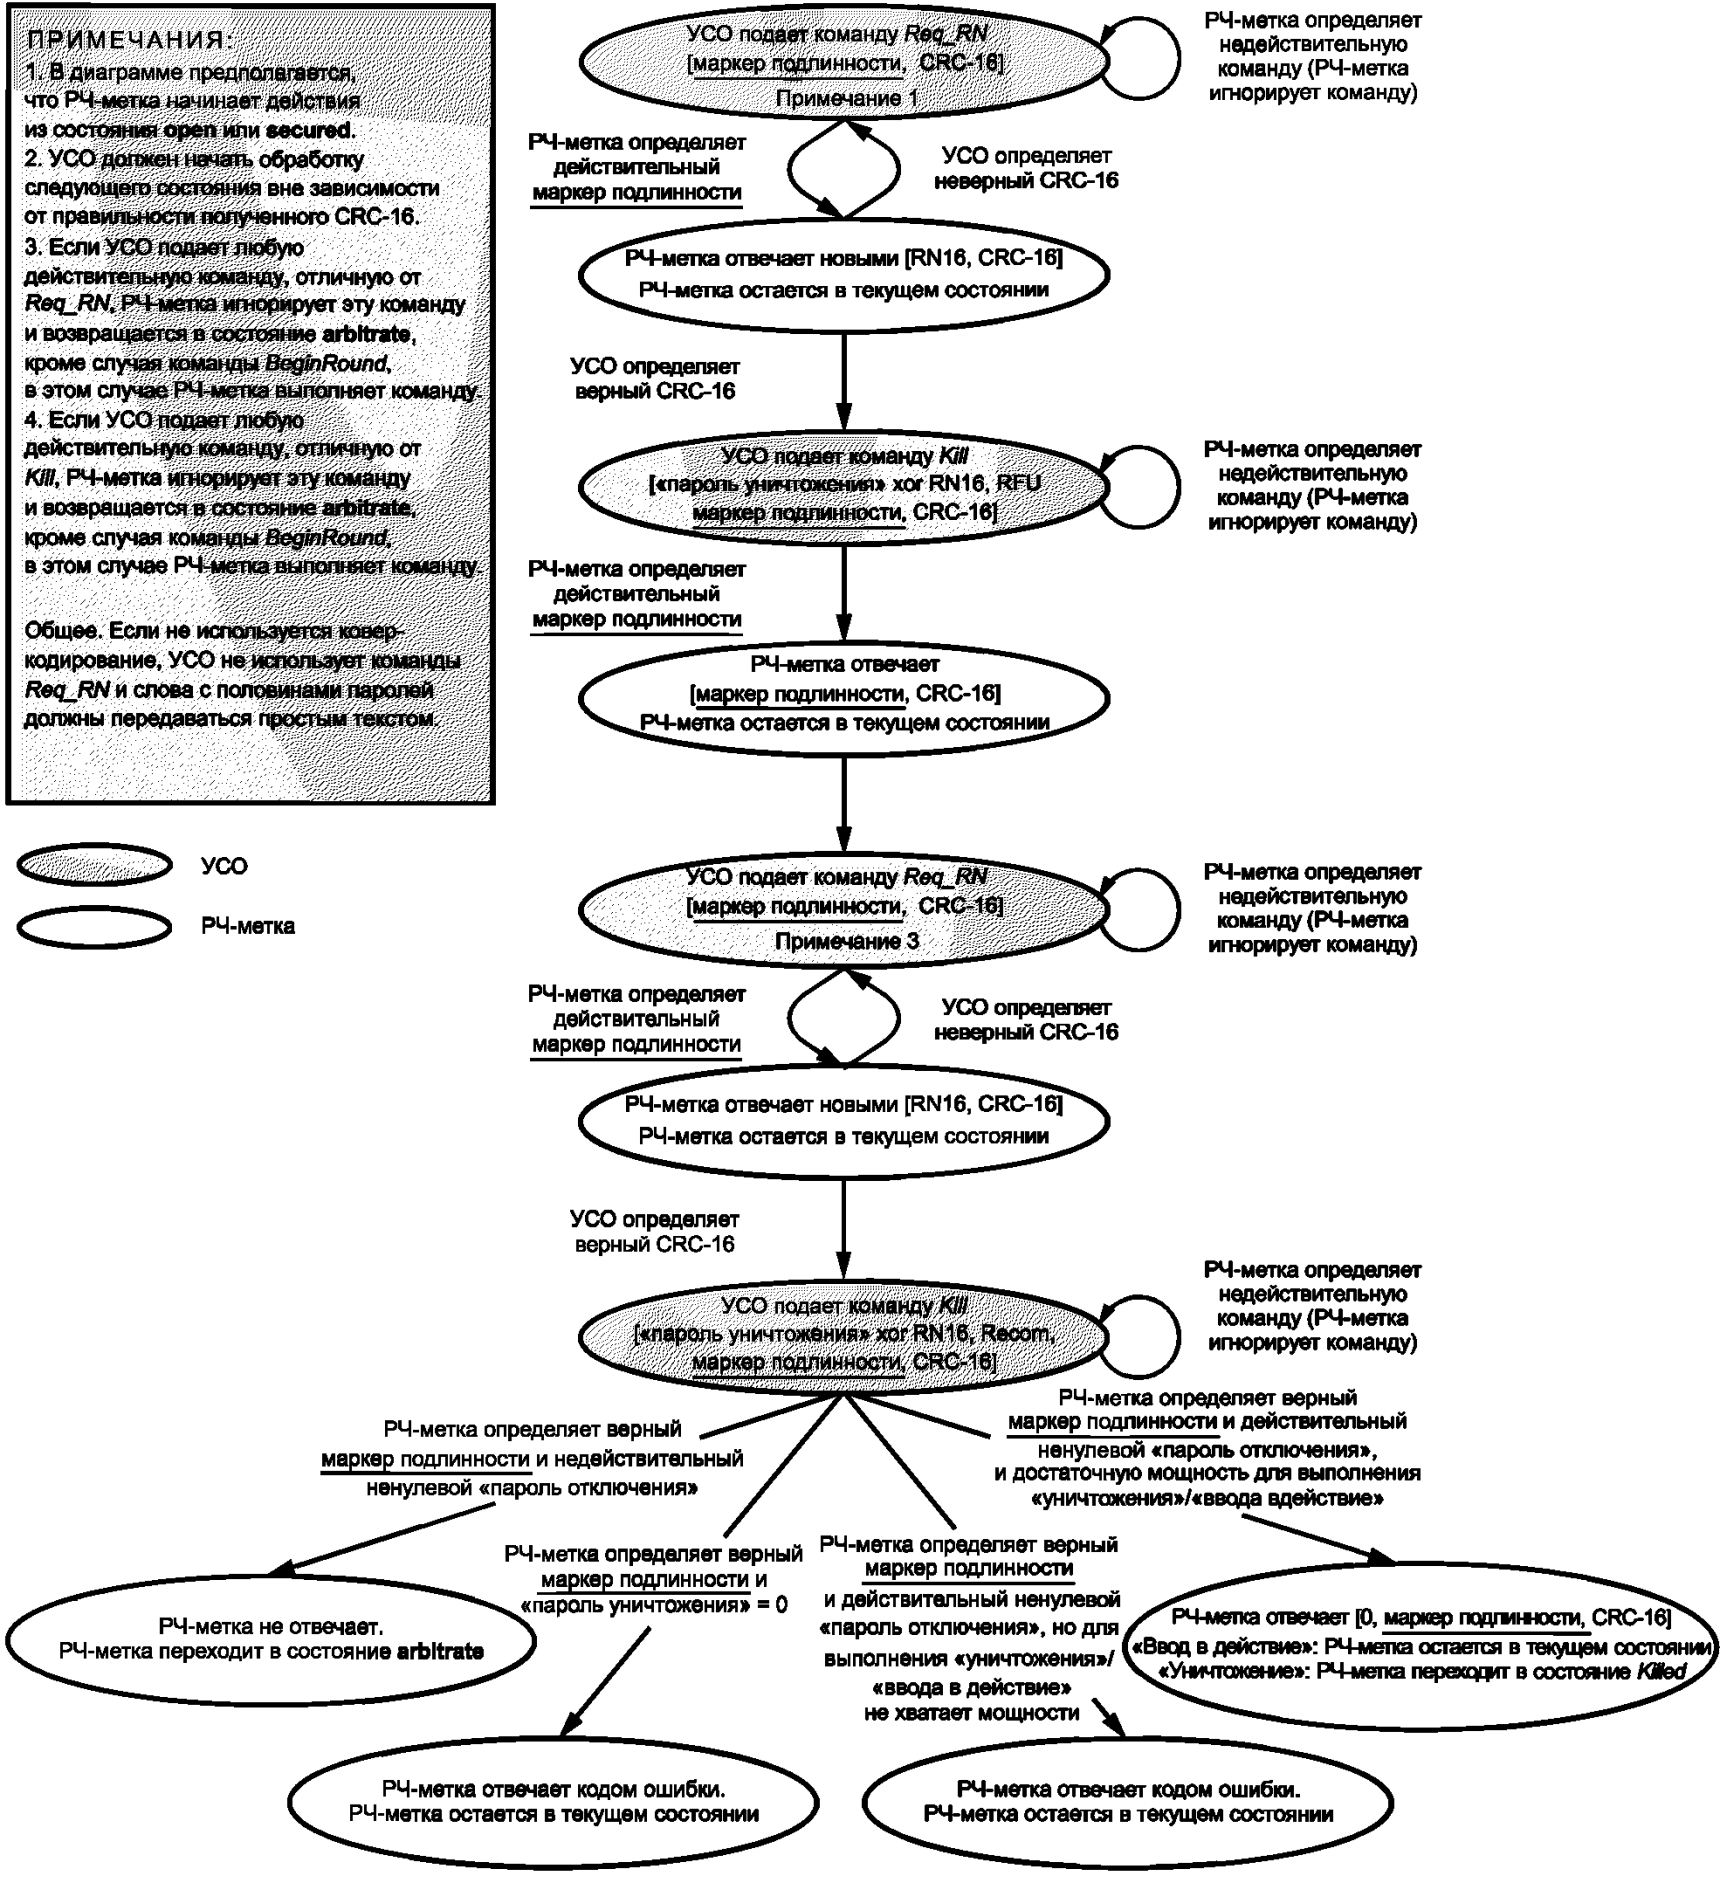 ПРИМЕЧАНИЯ:
1. В диаграмме предполагается,
что РЧ-метка начинает действия
из состояния open или secured.
2. УСО должен начать обработку
следующего состояния вне зависимости
от правильности полученного CRC-16.
3. Если УСО подает любую
действительную команду, отличную от
Req_RN, РЧ-метка игнорирует эту команду
и возвращается в состояние arbitrate,
кроме случая команды BeginRound,
в этом случае РЧ-метка выполняет команду.
4. Если УСО подает любую
действительную команду, отличную от
Kill, РЧ-метка игнорирует эту команду
и возвращается в состояние arbitrate,
кроме случая команды BeginRound,
в этом случае РЧ-метка выполняет команду.
Общее. Если не используется ковер-
кодирование, УСО не использует команды
Req_RN и слова с половинами паролей
должны передаваться простым текстом.
УСО
РЧ-метка
УСО подает команду Req_RN
[маркер подлинности, CRC-16]
Примечание 1
РЧ-метка определяет
недействительную
команду (РЧ-метка
игнорирует команду)
РЧ-метка определяет
действительный
маркер подлинности
УСО определяет
неверный CRC-16
РЧ-метка отвечает новыми [RN16, CRC-16]
РЧ-метка остается в текущем состоянии
УСО определяет
верный CRC-16
УСО подает команду Kill
[«пароль уничтожения» xor RN16, RFU
маркер подлинности, CRC-16]
РЧ-метка определяет
недействительную
команду (РЧ-метка
игнорирует команду)
РЧ-метка определяет
действительный
маркер подлинности
РЧ-метка отвечает
[маркер подлинности, CRC-16]
РЧ-метка остается в текущем состоянии
УСО подает команду Req_RN
[маркер подлинности, CRC-16]
Примечание 3
РЧ-метка определяет
недействительную
команду (РЧ-метка
игнорирует команду)
РЧ-метка определяет
действительный
маркер подлинности
УСО определяет
неверный CRC-16
РЧ-метка отвечает новыми [RN16, CRC-16]
РЧ-метка остается в текущем состоянии
УСО определяет
верный CRC-16
УСО подает команду Kill
[«пароль уничтожения» xor RN16, Recom,
маркер подлинности, CRC-16]
РЧ-метка определяет
недействительную
команду (РЧ-метка
игнорирует команду)
РЧ-метка определяет верный
маркер подлинности и недействительный
ненулевой «пароль отключения»
РЧ-метка определяет верный
маркер подлинности и
«пароль уничтожения» = 0
РЧ-метка определяет верный
маркер подлинности
и действительный ненулевой
«пароль отключения», но для
выполнения «уничтожения»/
«ввода в действие»
не хватает мощности
РЧ-метка определяет верный
маркер подлинности и действительный
ненулевой «пароль отключения»,
и достаточную мощность для выполнения
«уничтожения»/«ввода вдействие»
РЧ-метка не отвечает.
РЧ-метка переходит в состояние arbitrate
РЧ-метка отвечает [0, маркер подлинности, CRC-16]
«Ввод в действие»: РЧ-метка остается в текущем состоянии
«Уничтожение»: РЧ-метка переходит в состояние Killed
РЧ-метка отвечает кодом ошибки.
РЧ-метка остается в текущем состоянии
РЧ-метка отвечает кодом ошибки.
РЧ-метка остается в текущем состоянии